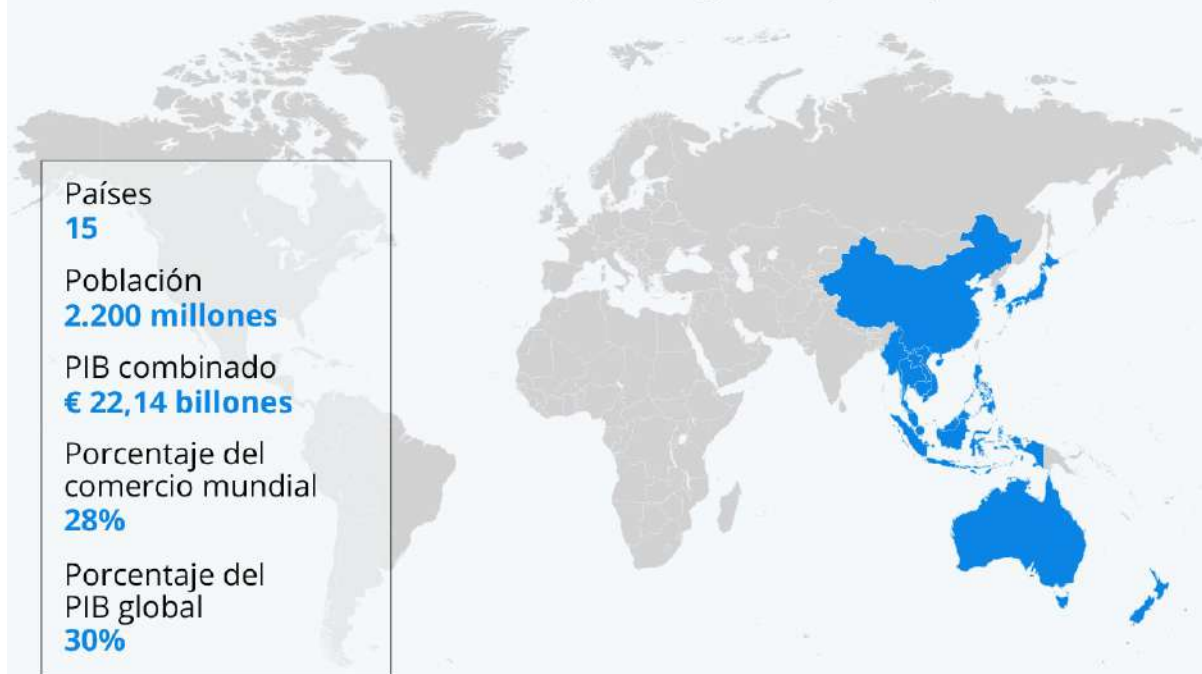 Países
15
Población
2.200 millones
PIB combinado
€ 22,14 billones
Porcentaje del
comercio mundial
28%
Porcentaje del
PIB global
30%